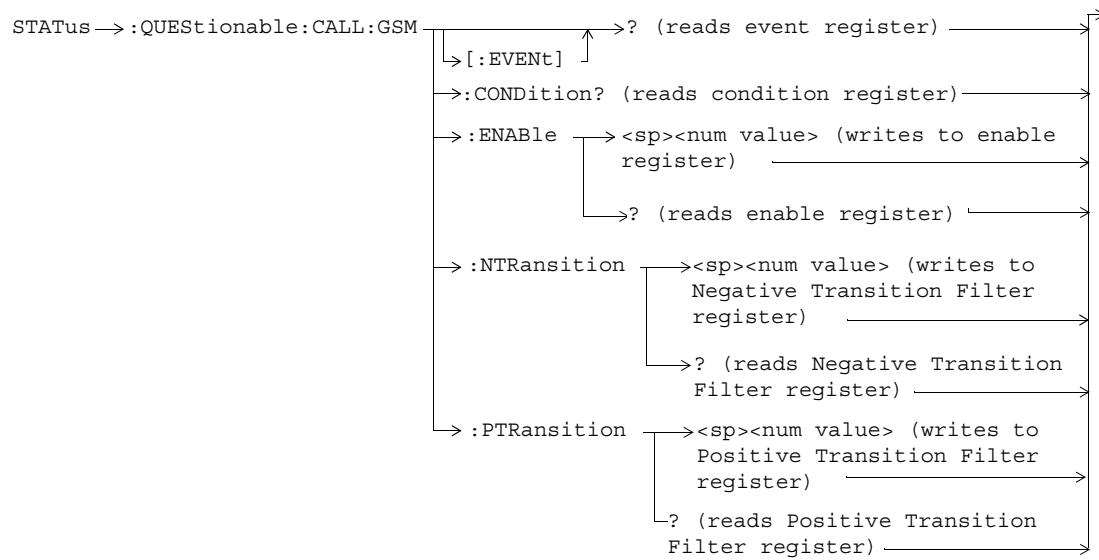 STATus :QUEStionable:CALL:GSM ? (reads event register)
[:EVENt]
:CONDition? (reads condition register)
:ENABle <sp><num value> (writes to enable
register)
? (reads enable register)
:NTRansition <sp><num value> (writes to
Negative Transition Filter
register)
? (reads Negative Transition
Filter register)
:PTRansition <sp><num value> (writes to
Positive Transition Filter
register)
? (reads Positive Transition
Filter register)